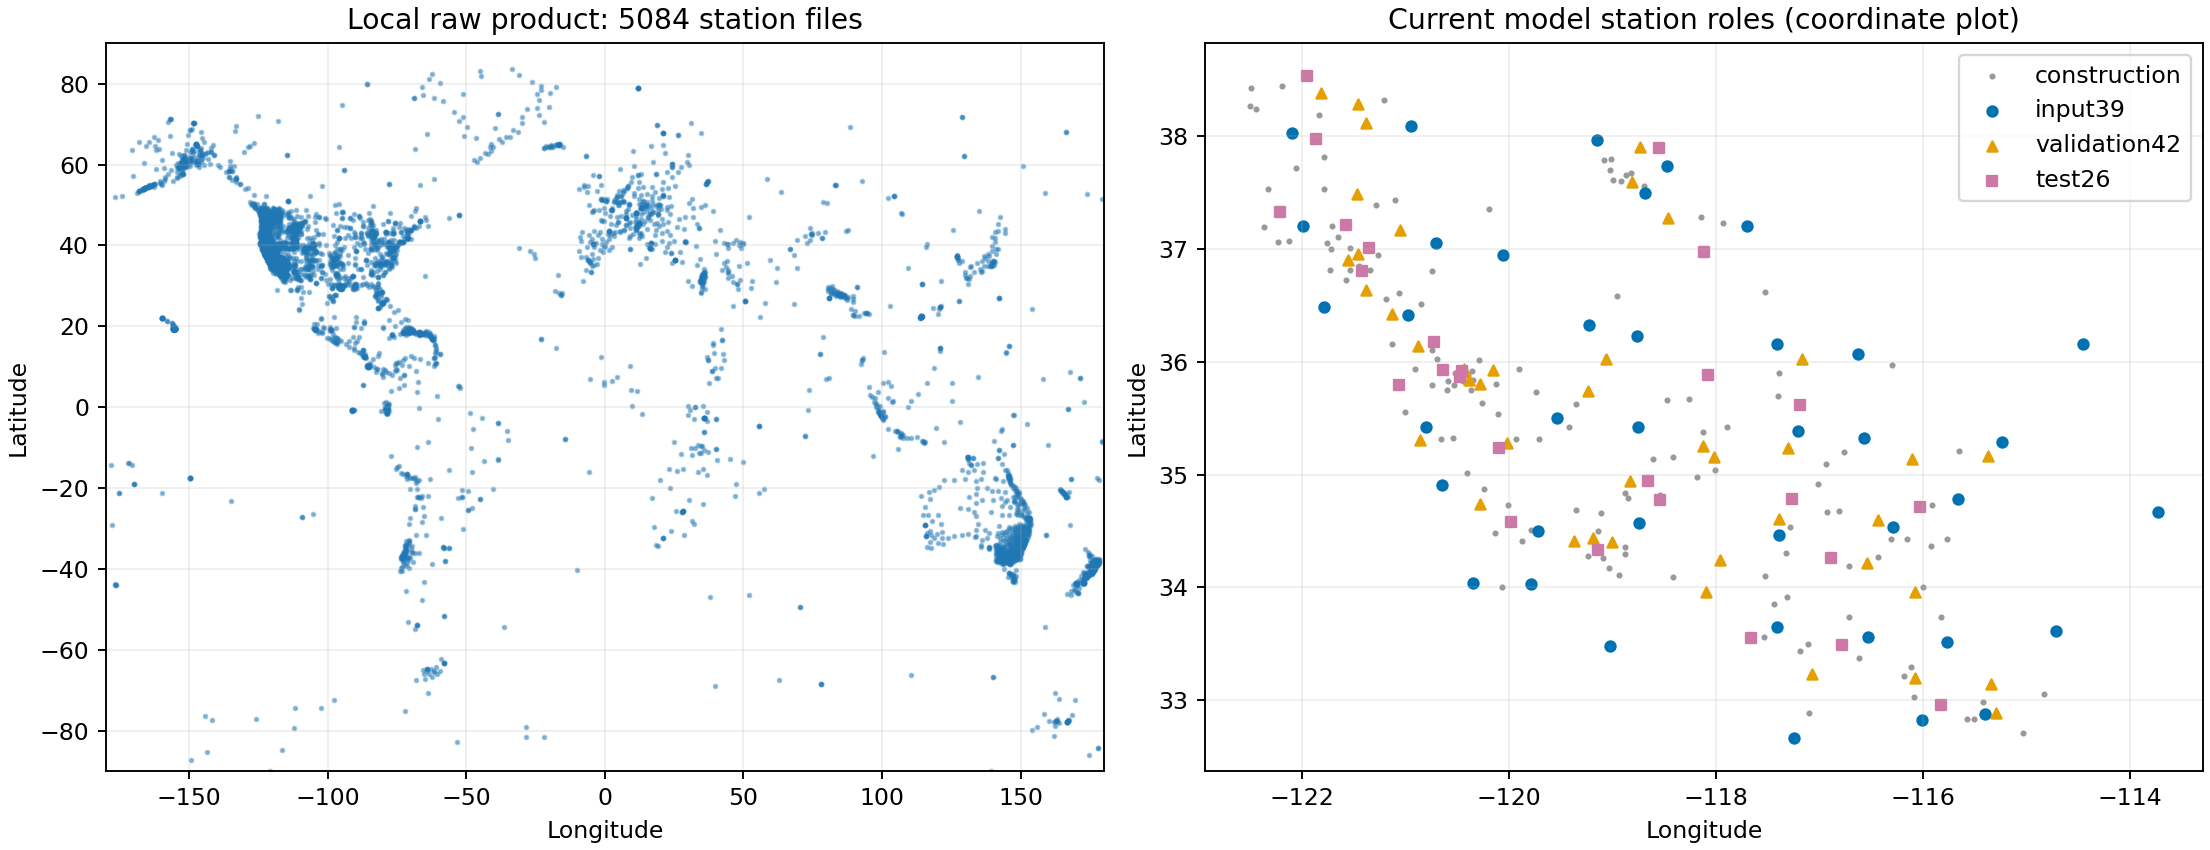 Local raw product: 5084 station files
80
60
40
20
0
−20
−40
−60
−80
Latitude
−150
−100
−50
0
50
100
150
Longitude
Current model station roles (coordinate plot)
construction
input39
validation42
test26
38
37
36
35
34
33
Latitude
−122
−120
−118
−116
−114
Longitude